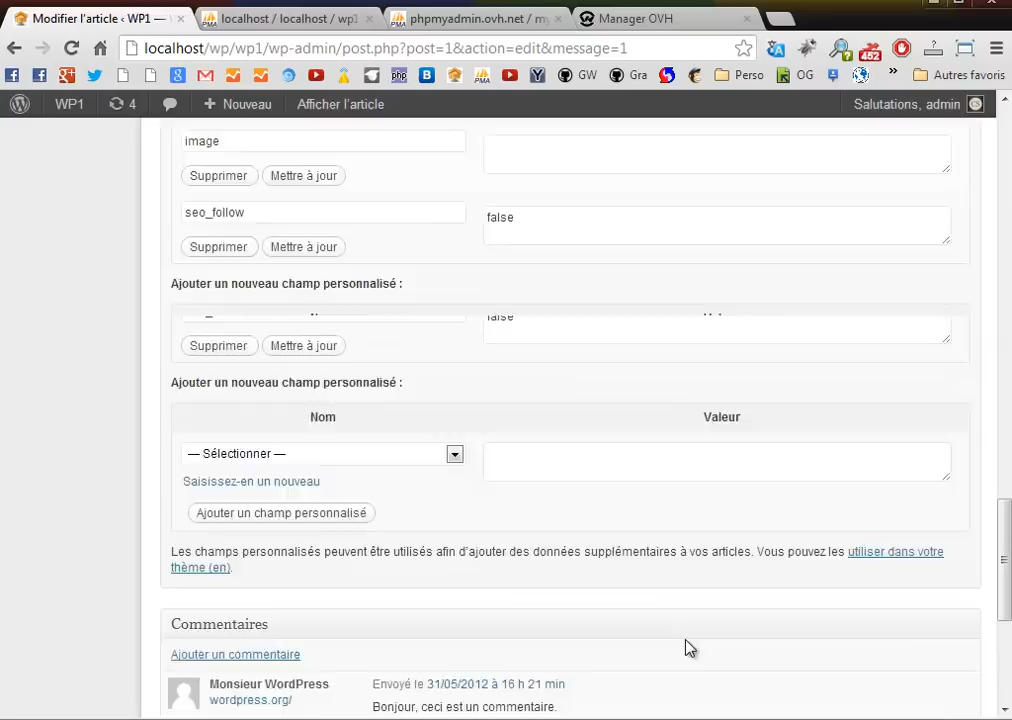 Modifier l'article ‹ WP1 —
localhost / localhost / wp1
phpmyadmin.ovh.net / my
Manager OVH
localhost/wp/wp1/wp-admin/post.php?post=1&action=edit&message=1
452
GW
Gra
Perso
OG
»
Autres favoris
WP1
4
Nouveau
Afficher l'article
Salutations, admin
image
Supprimer
Mettre à jour
seo_follow
false
Supprimer
Mettre à jour
Ajouter un nouveau champ personnalisé :
false
Supprimer
Mettre à jour
Ajouter un nouveau champ personnalisé :
Nom
Valeur
— Sélectionner —
Saisissez-en un nouveau
Ajouter un champ personnalisé
Les champs personnalisés peuvent être utilisés afin d'ajouter des données supplémentaires à vos articles. Vous pouvez les utiliser dans votre
thème (en).
Commentaires
Ajouter un commentaire
Monsieur WordPress
Envoyé le 31/05/2012 à 16 h 21 min
wordpress.org/
Bonjour, ceci est un commentaire.